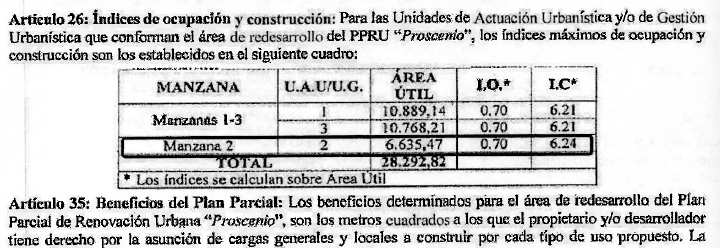 Artículo 26: Índices de ocupación y construcción: Para las Unidades de Actuación Urbanística y/o de Gestión
Urbanística que conforman el área de redesarrollo del PPRU "Proscenio", los índices máximos de ocupación y
construcción son los establecidos en el siguiente cuadro:
MANZANA U.A.U/U.G. ÁREA ÚTIL I.O.* I.C*
Manzanas 1-3 1 10.889,14 0.70 6.21
3 10.768,21 0.70 6.21
Manzana 2 2 6.635,47 0.70 6.24
TOTAL 28.292,82
* Los índices se calculan sobre Area Util
Artículo 35: Beneficios del Plan Parcial: Los beneficios determinados para el área de redesarrollo del Plan
Parcial de Renovación Urbana "Proscenio", son los metros cuadrados a los que el propietario y/o desarrollador
tiene derecho por la asunción de cargas generales y locales a construir por cada tipo de uso propuesto. La